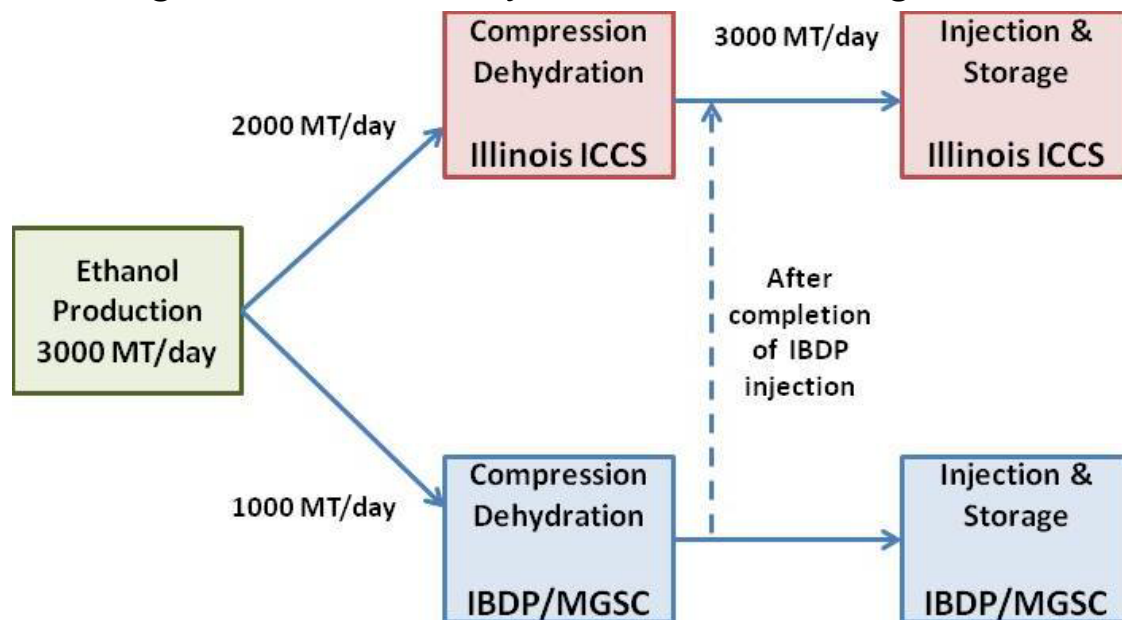 Compression
Dehydration
Illinois ICCS
3000 MT/day
Injection &
Storage
Illinois ICCS
2000 MT/day
Ethanol
Production
3000 MT/day
After
completion
of IBDP
injection
1000 MT/day
Compression
Dehydration
IBDP/MGSC
Injection &
Storage
IBDP/MGSC